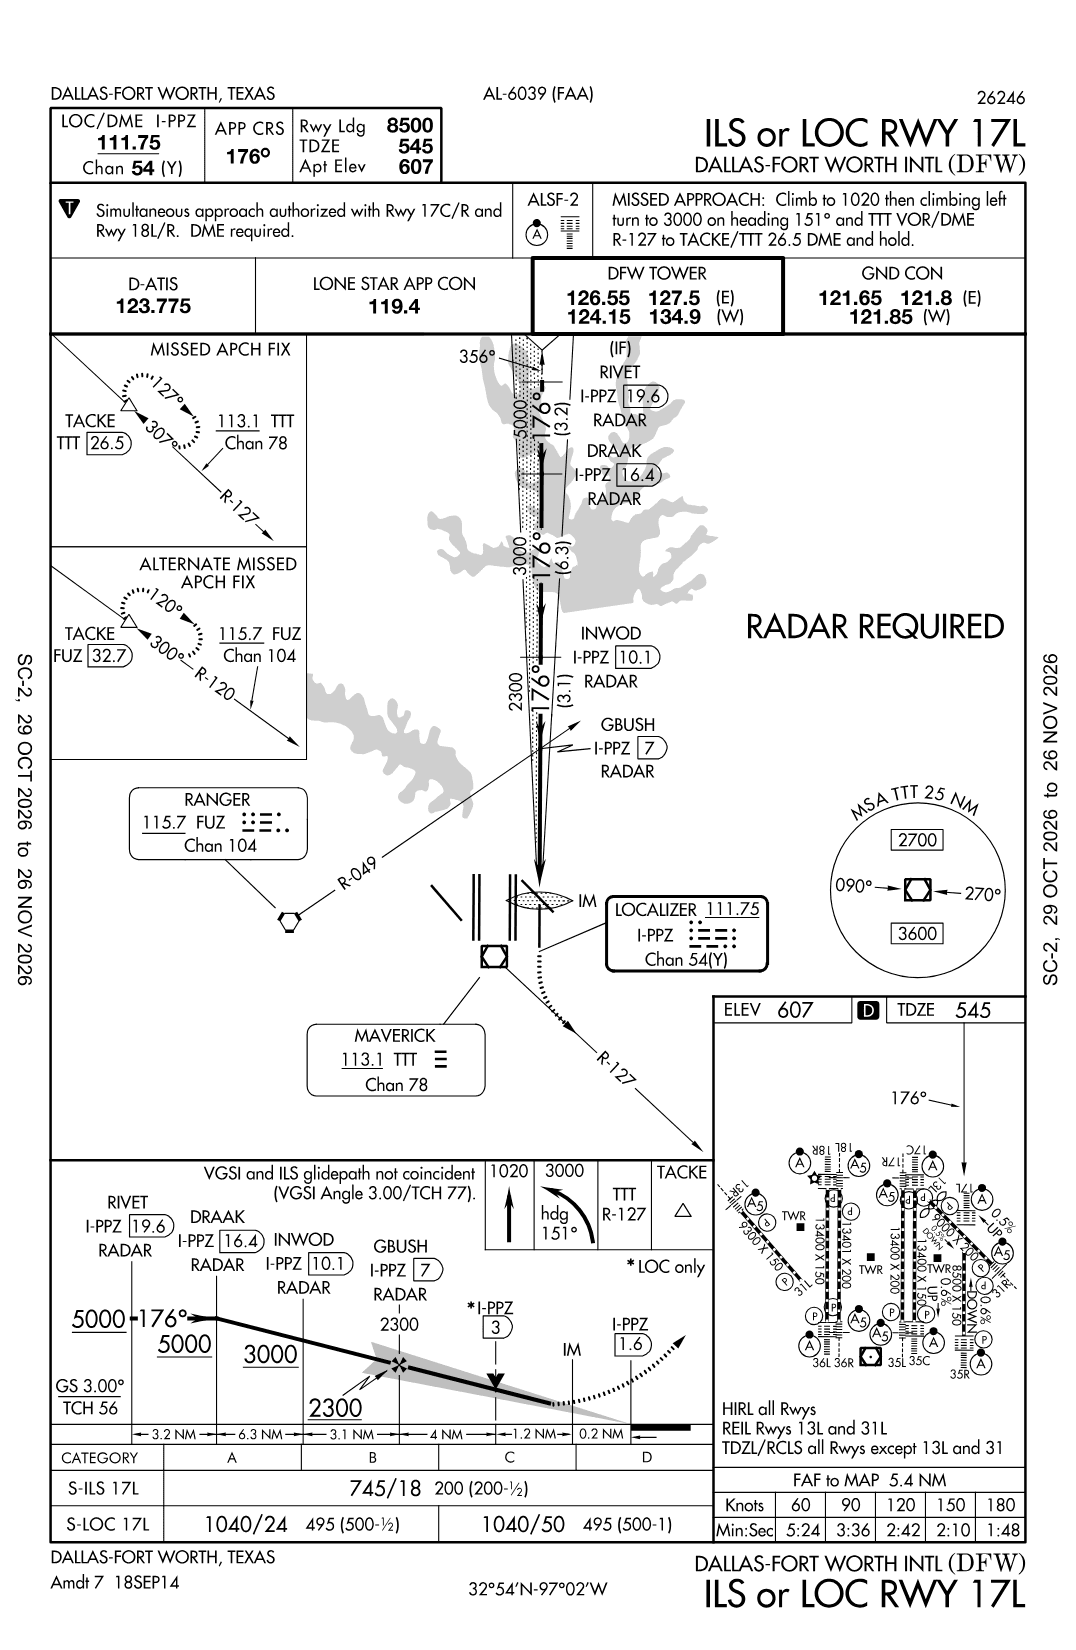 DALLAS-FORT WORTH, TEXAS
AL-6039 (FAA)
26246
LOC/DME I-PPZ
111.75
Chan 54 (Y)
APP CRS
176°
Rwy Ldg 8500
TDZE 545
Apt Elev 607
ILS or LOC RWY 17L
DALLAS-FORT WORTH INTL (DFW)
T
Simultaneous approach authorized with Rwy 17C/R and
Rwy 18L/R. DME required.
ALSF-2
A
MISSED APPROACH: Climb to 1020 then climbing left
turn to 3000 on heading 151° and TTT VOR/DME
R-127 to TACKE/TTT 26.5 DME and hold.
D-ATIS
123.775
LONE STAR APP CON
119.4
DFW TOWER
126.55 127.5 (E)
124.15 134.9 (W)
GND CON
121.65 121.8 (E)
121.85 (W)
MISSED APCH FIX
127°
307°
TACKE
TTT 26.5
113.1 TTT
Chan 78
R-127
ALTERNATE MISSED
APCH FIX
120°
300°
TACKE
FUZ 32.7
115.7 FUZ
Chan 104
R-120
356°
(IF)
RIVET
I-PPZ 19.6
RADAR
5000
176°
(3.2)
DRAAK
I-PPZ 16.4
RADAR
3000
176°
(6.3)
RADAR REQUIRED
INWOD
I-PPZ 10.1
RADAR
2300
176°
(3.1)
GBUSH
I-PPZ 7
RADAR
RANGER
115.7 FUZ
Chan 104
R-049
IM
LOCALIZER 111.75
I-PPZ
Chan 54(Y)
MAVERICK
113.1 TTT
Chan 78
R-127
MSA TTT 25 NM
2700
090°
270°
3600
SC-2, 29 OCT 2026 to 26 NOV 2026
SC-2, 29 OCT 2026 to 26 NOV 2026
ELEV 607
D
TDZE 545
176°
18R
18L
17R
17C
17L
13R
13L
A
A5
A
A5
A5
A
A5
P
P
P
P
TWR
TWR
TWR
9300 X 150
13400 X 150
13401 X 200
13400 X 200
13400 X 150
9000 X 200
8500 X 150
0.5%
UP
0.6%
UP
0.6%
DOWN
31L
31R
36L
36R
35L
35C
35R
A
A5
A5
A
A
P
P
P
P
HIRL all Rwys
REIL Rwys 13L and 31L
TDZL/RCLS all Rwys except 13L and 31
FAF to MAP 5.4 NM
Knots 60 90 120 150 180
Min:Sec 5:24 3:36 2:42 2:10 1:48
VGSI and ILS glidepath not coincident
(VGSI Angle 3.00/TCH 77).
1020
3000
hdg
151°
TTT
R-127
TACKE
RIVET
I-PPZ 19.6
RADAR
DRAAK
I-PPZ 16.4
RADAR
INWOD
I-PPZ 10.1
RADAR
GBUSH
I-PPZ 7
RADAR
2300
*LOC only
*I-PPZ
3
I-PPZ
1.6
IM
5000
176°
5000
3000
2300
GS 3.00°
TCH 56
3.2 NM
6.3 NM
3.1 NM
4 NM
1.2 NM
0.2 NM
CATEGORY A B C D
S-ILS 17L 745/18 200 (200-½)
S-LOC 17L 1040/24 495 (500-½) 1040/50 495 (500-1)
DALLAS-FORT WORTH, TEXAS
Amdt 7 18SEP14
32°54'N-97°02'W
DALLAS-FORT WORTH INTL (DFW)
ILS or LOC RWY 17L